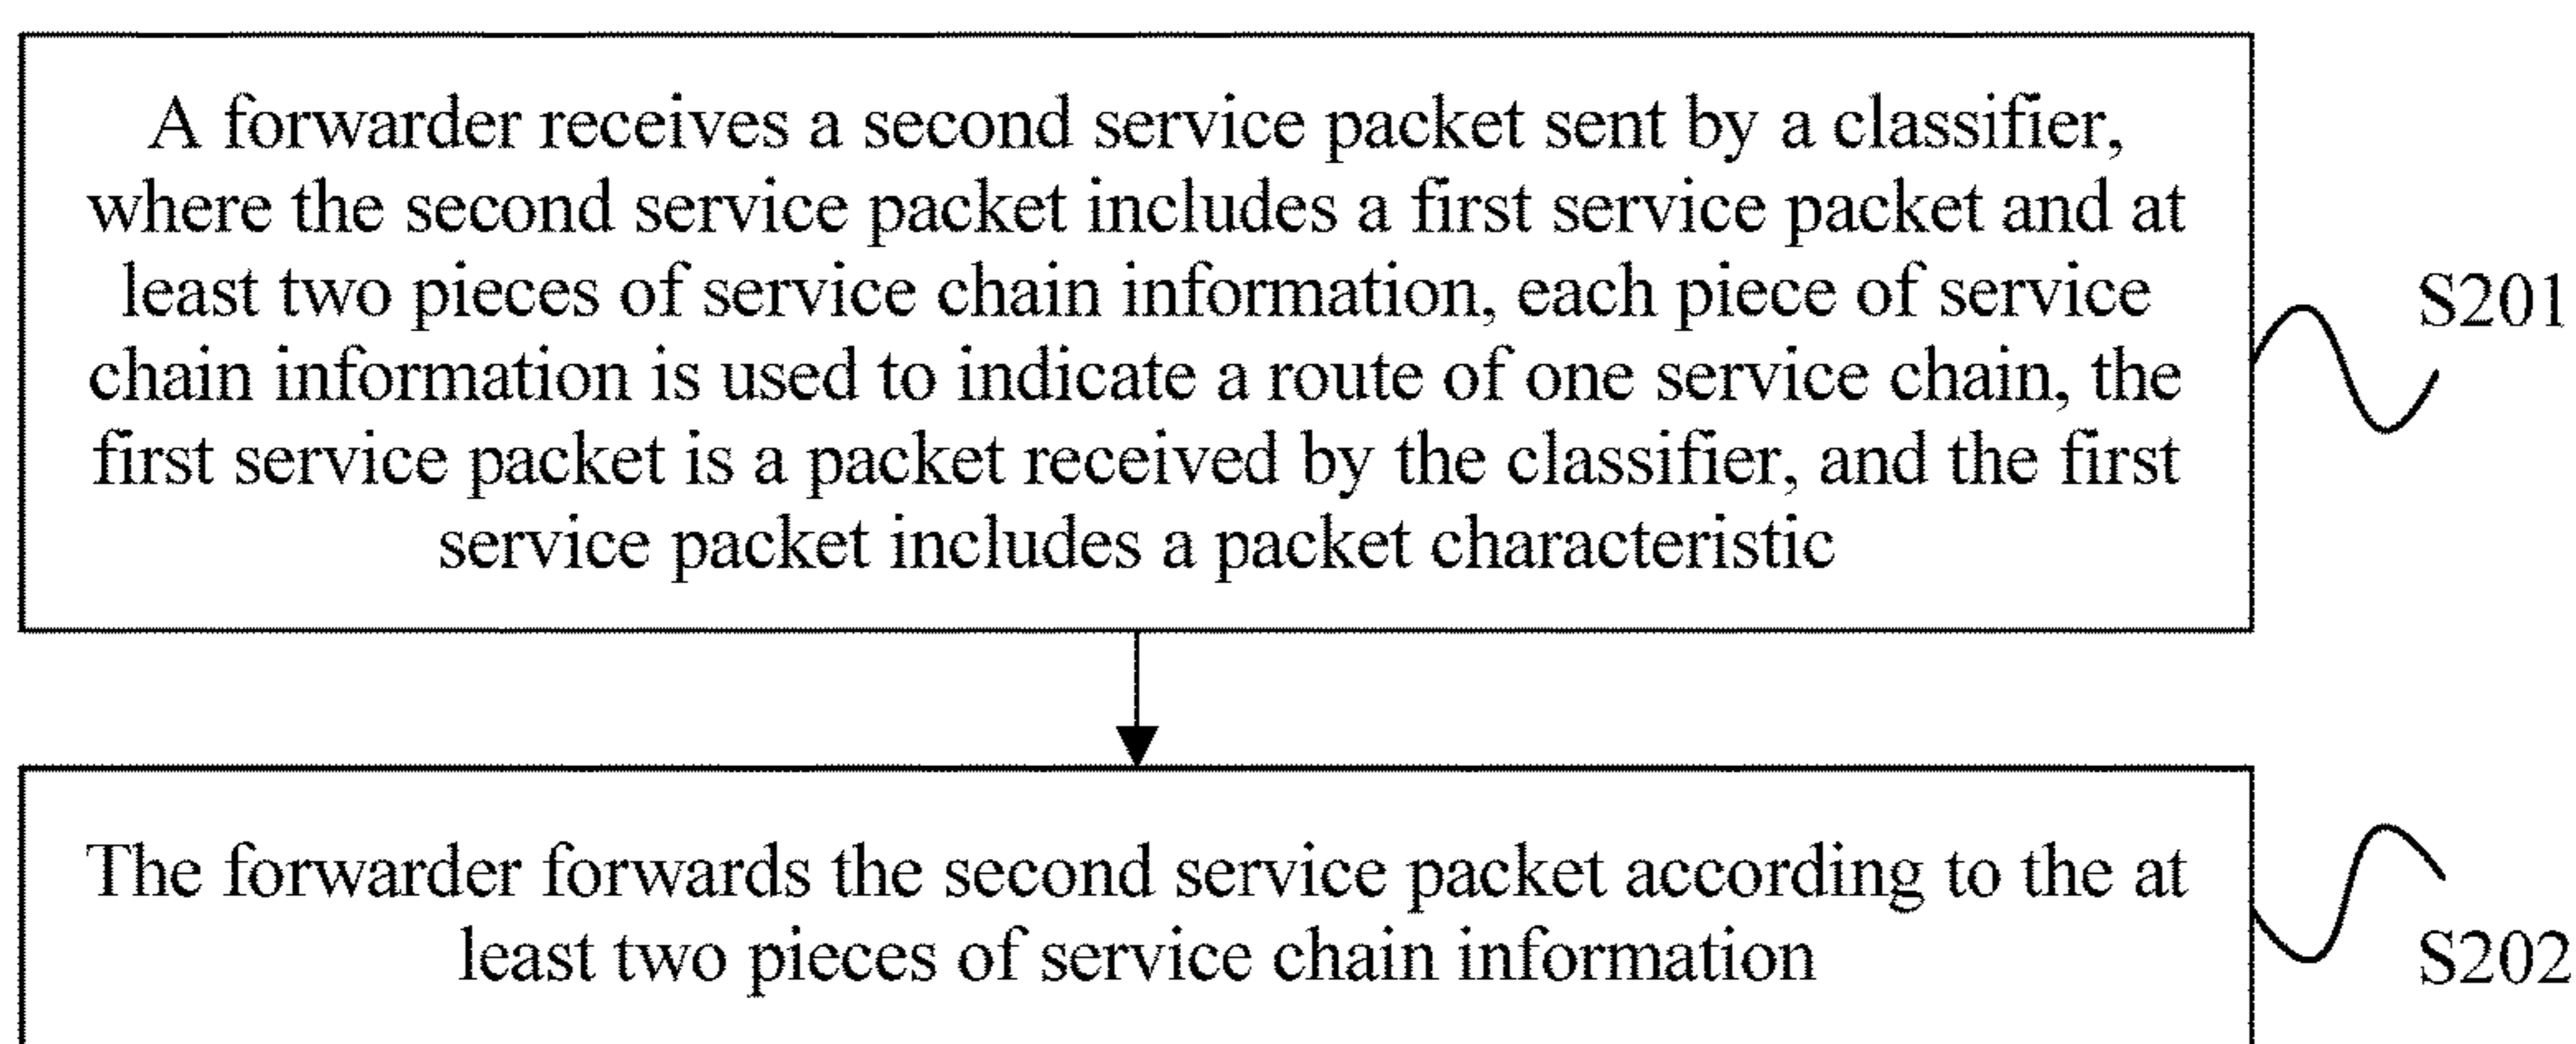 A forwarder receives a second service packet sent by a classifier,
where the second service packet includes a first service packet and at
least two pieces of service chain information, each piece of service
chain information is used to indicate a route of one service chain, the
first service packet is a packet received by the classifier, and the first
service packet includes a packet characteristic
S201
The forwarder forwards the second service packet according to the at
least two pieces of service chain information
S202